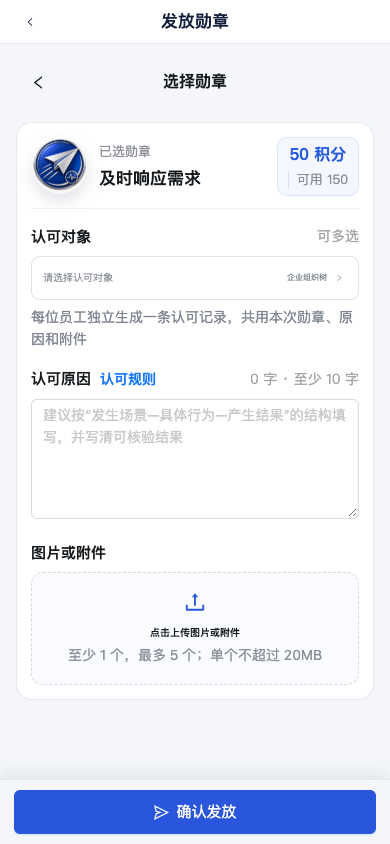 发放勋章
选择勋章
已选勋章
及时响应需求
50 积分
可用 150
认可对象
可多选
请选择认可对象
企业组织树
每位员工独立生成一条认可记录，共用本次勋章、原
因和附件
认可原因 认可规则
0 字 · 至少 10 字
建议按“发生场景—具体行为—产生结果”的结构填
写，并写清可核验结果
图片或附件
点击上传图片或附件
至少 1 个，最多 5 个；单个不超过 20MB
确认发放